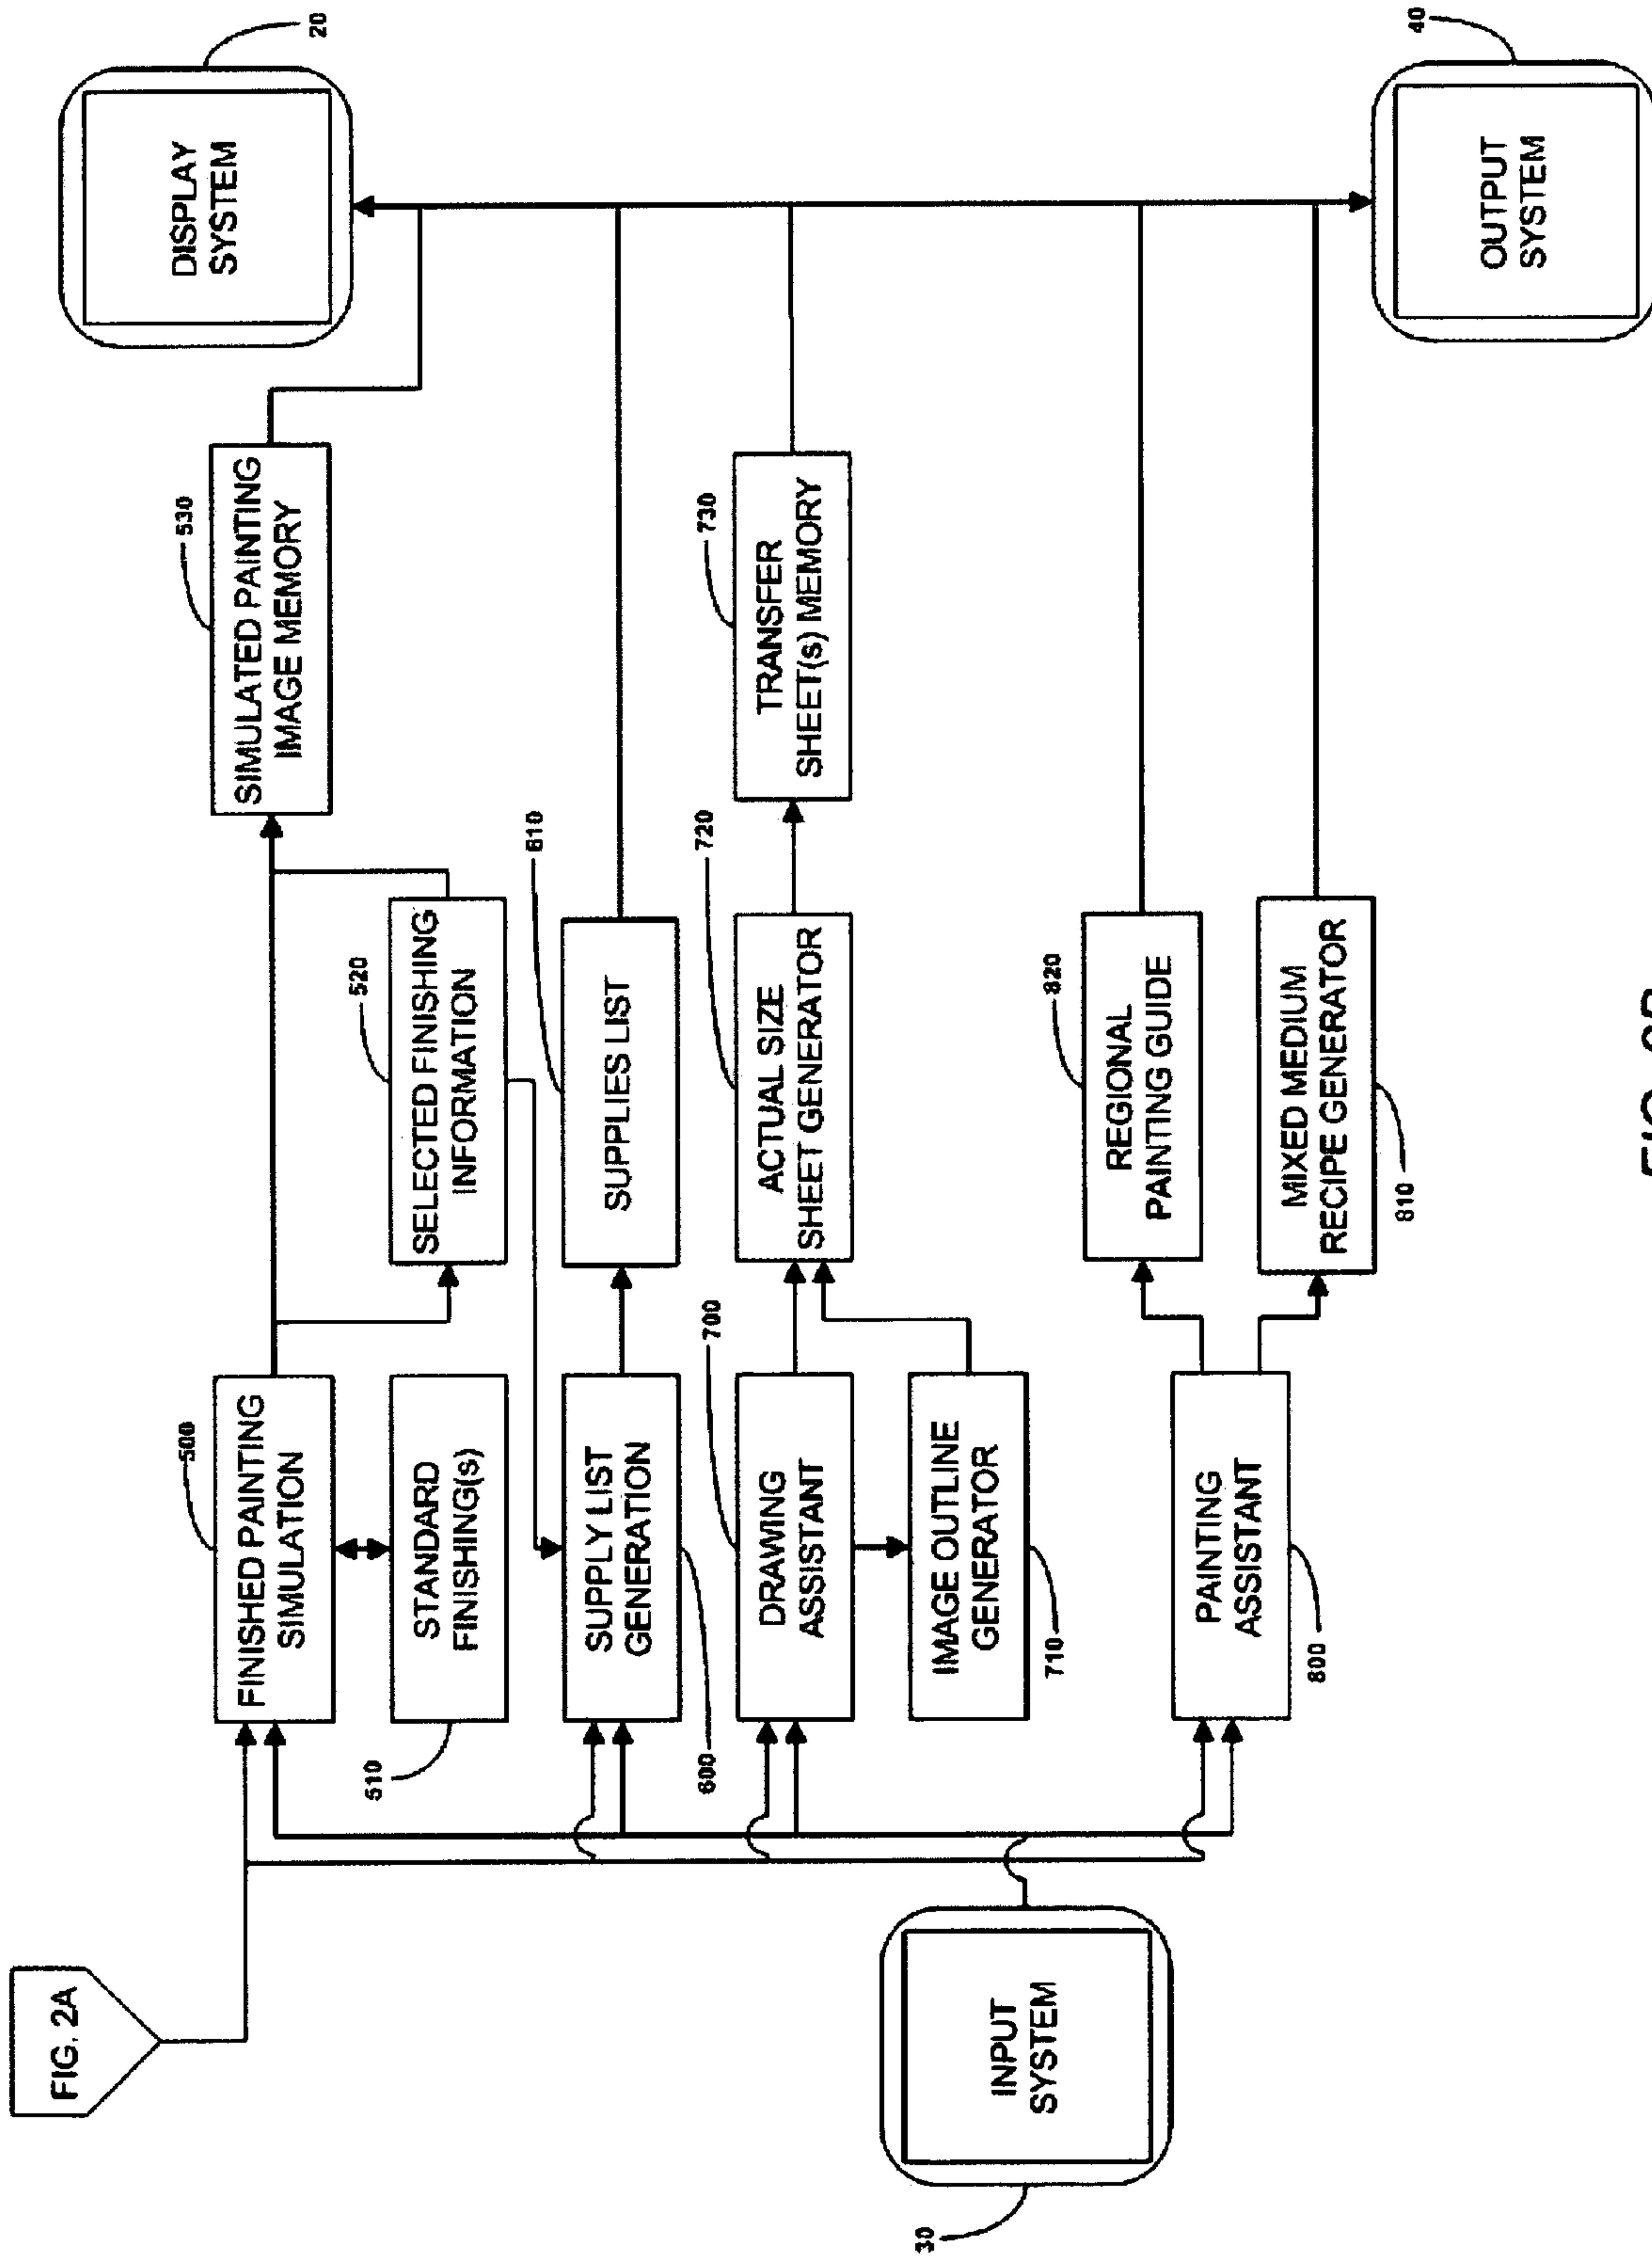 FIG. 2A
20
DISPLAY
SYSTEM
500
FINISHED PAINTING
SIMULATION
530
SIMULATED PAINTING
IMAGE MEMORY
510
STANDARD
FINISHING(s)
520
SELECTED FINISHING
INFORMATION
600
SUPPLY LIST
GENERATION
610
SUPPLIES LIST
700
DRAWING
ASSISTANT
720
ACTUAL SIZE
SHEET GENERATOR
730
TRANSFER
SHEET(s) MEMORY
30
INPUT
SYSTEM
IMAGE OUTLINE
GENERATOR
710
820
REGIONAL
PAINTING GUIDE
PAINTING
ASSISTANT
800
MIXED MEDIUM
RECIPE GENERATOR
810
40
OUTPUT
SYSTEM